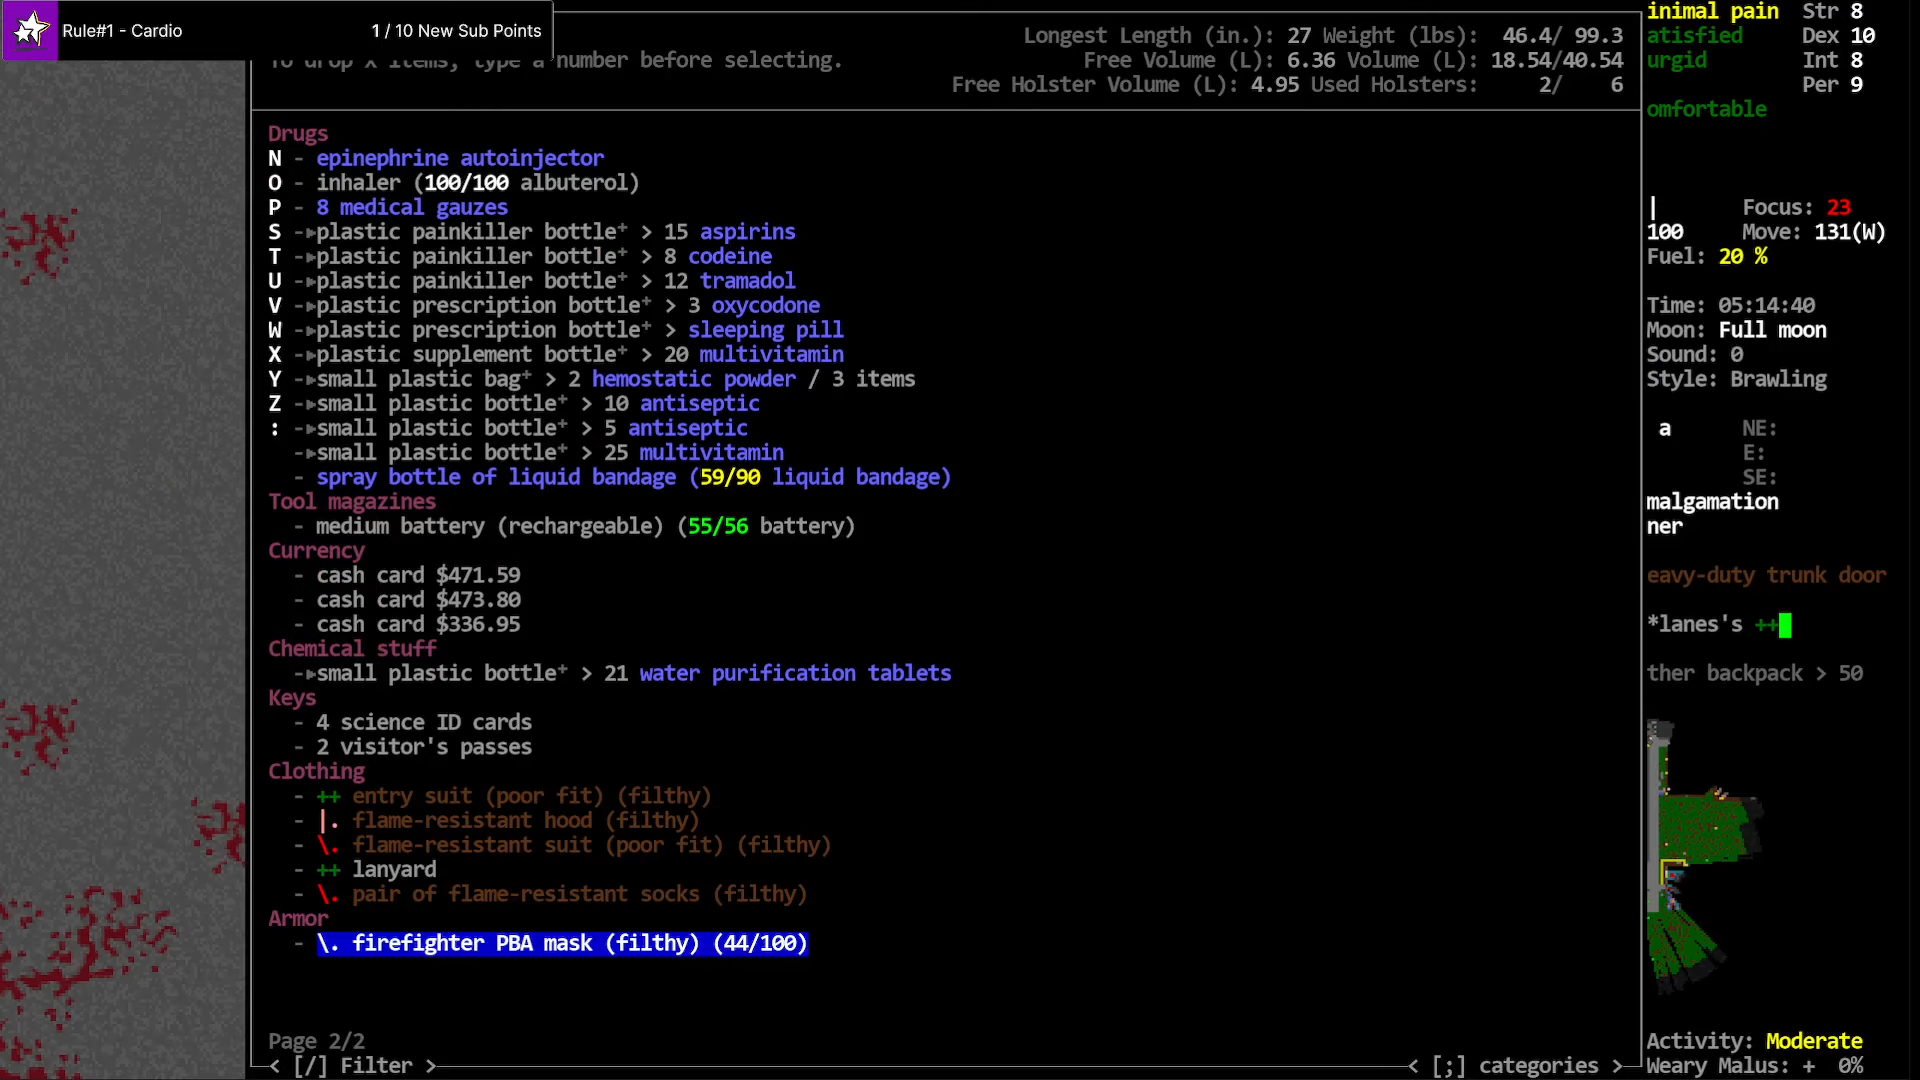 Rule#1 - Cardio 1 / 10 New Sub Points
To drop x items, type a number before selecting.
Longest Length (in.): 27 Weight (lbs): 46.4/ 99.3
Free Volume (L): 6.36 Volume (L): 18.54/40.54
Free Holster Volume (L): 4.95 Used Holsters: 2/ 6
Drugs
N - epinephrine autoinjector
O - inhaler (100/100 albuterol)
P - 8 medical gauzes
S -▸plastic painkiller bottle⁺ > 15 aspirins
T -▸plastic painkiller bottle⁺ > 8 codeine
U -▸plastic painkiller bottle⁺ > 12 tramadol
V -▸plastic prescription bottle⁺ > 3 oxycodone
W -▸plastic prescription bottle⁺ > sleeping pill
X -▸plastic supplement bottle⁺ > 20 multivitamin
Y -▸small plastic bag⁺ > 2 hemostatic powder / 3 items
Z -▸small plastic bottle⁺ > 10 antiseptic
: -▸small plastic bottle⁺ > 5 antiseptic
-▸small plastic bottle⁺ > 25 multivitamin
- spray bottle of liquid bandage (59/90 liquid bandage)
Tool magazines
- medium battery (rechargeable) (55/56 battery)
Currency
- cash card $471.59
- cash card $473.80
- cash card $336.95
Chemical stuff
-▸small plastic bottle⁺ > 21 water purification tablets
Keys
- 4 science ID cards
- 2 visitor's passes
Clothing
- ++ entry suit (poor fit) (filthy)
- |. flame-resistant hood (filthy)
- \. flame-resistant suit (poor fit) (filthy)
- ++ lanyard
- \. pair of flame-resistant socks (filthy)
Armor
- \. firefighter PBA mask (filthy) (44/100)
Page 2/2
< [/] Filter >
< [;] categories >
inimal pain Str 8
atisfied Dex 10
urgid Int 8
Per 9
omfortable
| Focus: 23
100 Move: 131(W)
Fuel: 20 %
Time: 05:14:40
Moon: Full moon
Sound: 0
Style: Brawling
a NE:
E:
SE:
malgamation
ner
eavy-duty trunk door
*lanes's ++
ther backpack > 50
Activity: Moderate
Weary Malus: + 0%